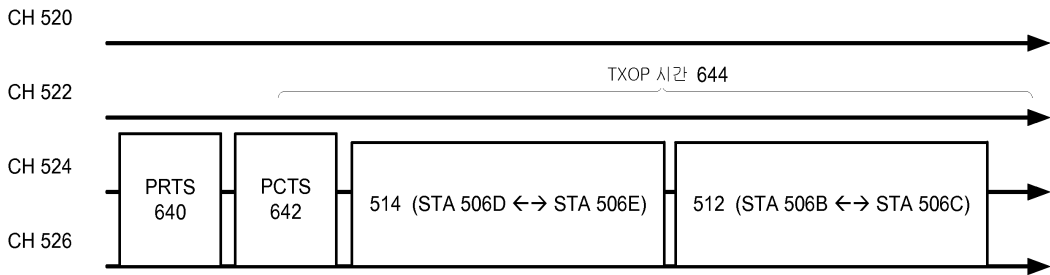 CH 520
TXOP 시간 644
CH 522
CH 524
PRTS
640
PCTS
642
514 (STA 506D ←→ STA 506E)
512 (STA 506B ←→ STA 506C)
CH 526